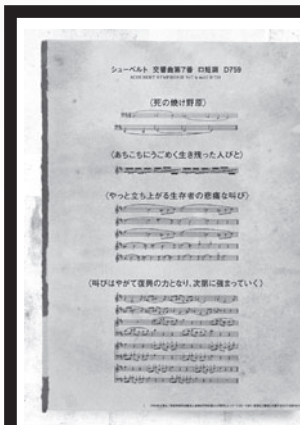 シューベルト 交響曲第7番 ロ短調 D759
〈死の焼け野原〉
〈あちこちにうごめく生き残った人びと〉
〈やっと立ち上がる生存者の悲痛な叫び〉
〈叫びはやがて復興の力となり、次第に強まっていく〉